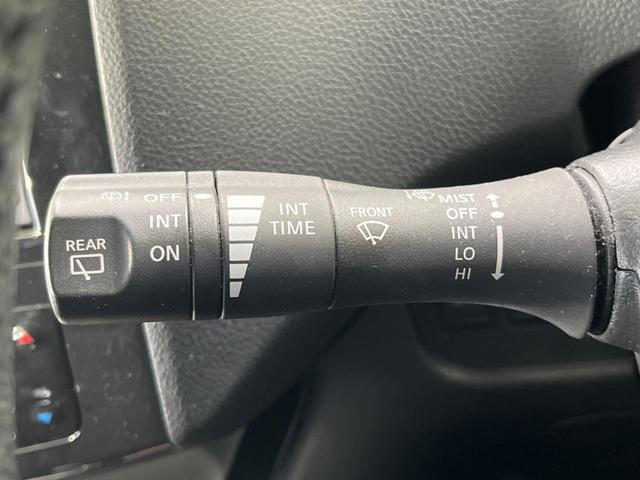 REAR
OFF
INT
ON
INT
TIME
FRONT
MIST
OFF
INT
LO
HI